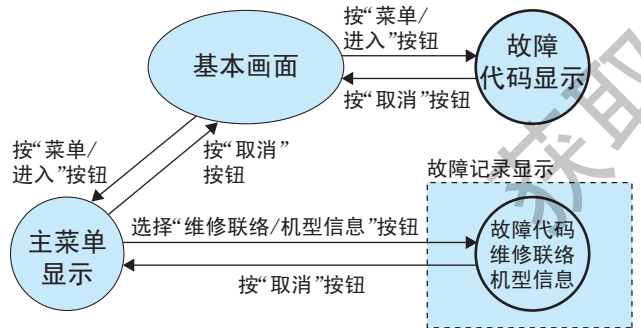 按“菜单/
进入”按钮
基本画面
故障
代码显示
按“取消”按钮
按“菜单/
进入”按钮
按“取消”
按钮
故障记录显示
主菜单
显示
选择“维修联络/机型信息”按钮
故障代码
维修联络
机型信息
按“取消”按钮
获取